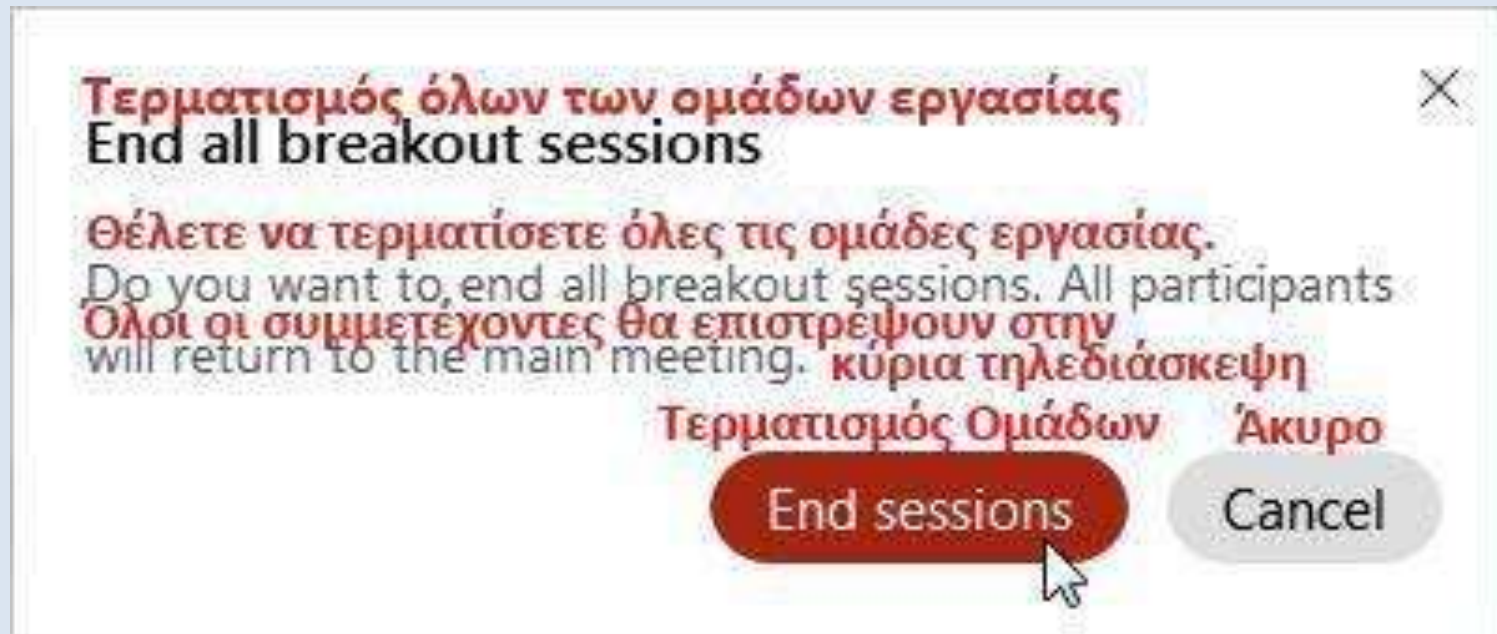 Τερματισμός όλων των ομάδων εργασίας
End all breakout sessions
Θέλετε να τερματίσετε όλες τις ομάδες εργασίας.
Do you want to end all breakout sessions. All participants
Όλοι οι συμμετέχοντες θα επιστρέψουν στην
will return to the main meeting. κύρια τηλεδιάσκεψη
Τερματισμός Ομάδων Άκυρο
End sessions Cancel